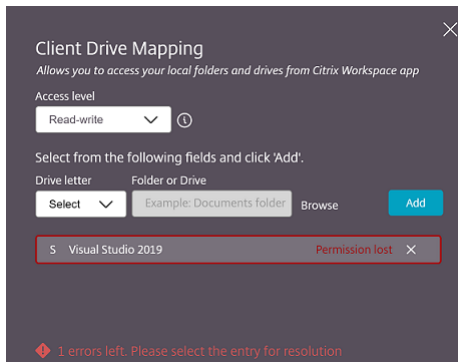 Client Drive Mapping
Allows you to access your local folders and drives from Citrix Workspace app
Access level
Read-write
Select from the following fields and click 'Add'.
Drive letter Folder or Drive
Select Example: Documents folder Browse Add
S Visual Studio 2019 Permission lost
1 errors left. Please select the entry for resolution